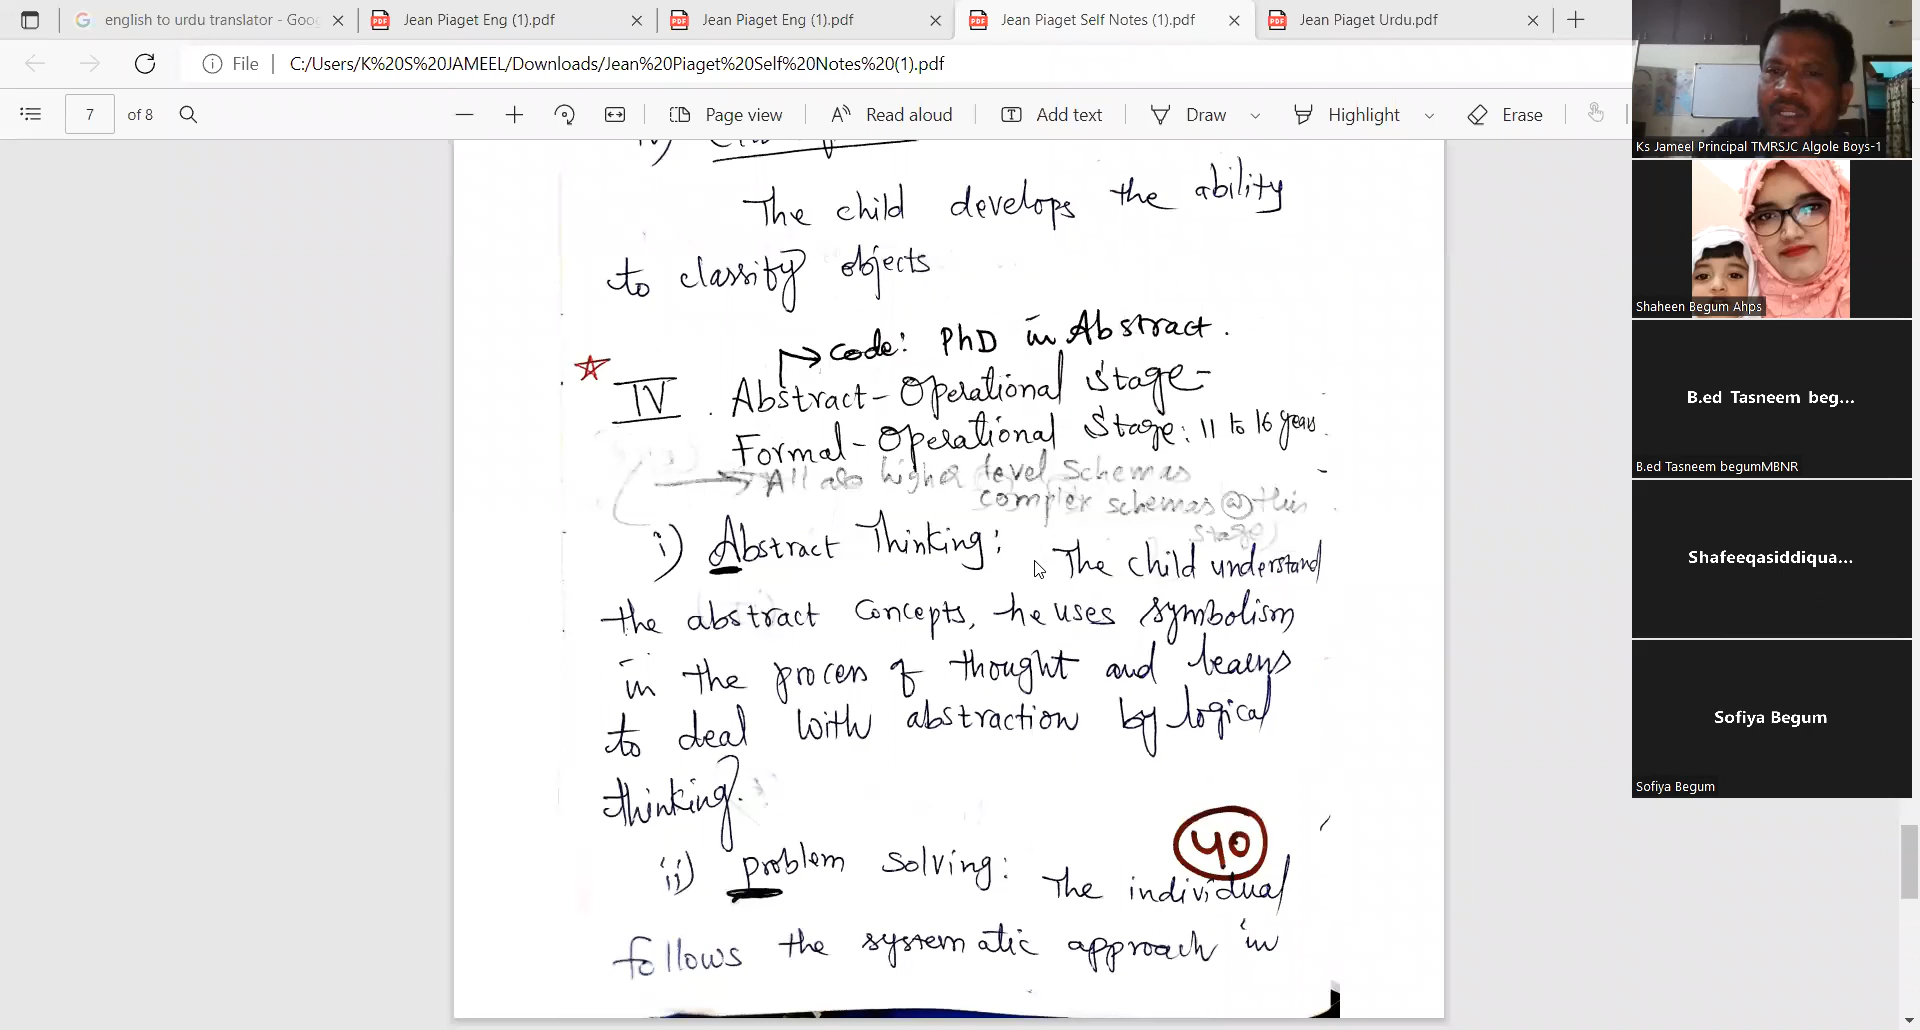 english to urdu translator - Goo
Jean Piaget Eng (1).pdf
Jean Piaget Eng (1).pdf
Jean Piaget Self Notes (1).pdf
Jean Piaget Urdu.pdf
File
C:/Users/K%20S%20JAMEEL/Downloads/Jean%20Piaget%20Self%20Notes%20(1).pdf
7 of 8
Page view
Read aloud
Add text
Draw
Highlight
Erase
The child develops the ability
to classify objects
Code: PhD in Abstract.
IV. Abstract-Operational Stage-
Formal-Operational Stage: 11 to 16 years.
All also higher level schemas
complex schemas @ this
stage)
i) Abstract Thinking: The child understand
the abstract concepts, he uses symbolism
in the process of thought and learns
to deal with abstraction by logical
thinking.
40
ii) problem solving: The individual
follows the systematic approach in
Ks Jameel Principal TMRSJC Algole Boys-1
Shaheen Begum Ahps
B.ed Tasneem beg...
B.ed Tasneem begumMBNR
Shafeeqasiddiqua...
Sofiya Begum
Sofiya Begum